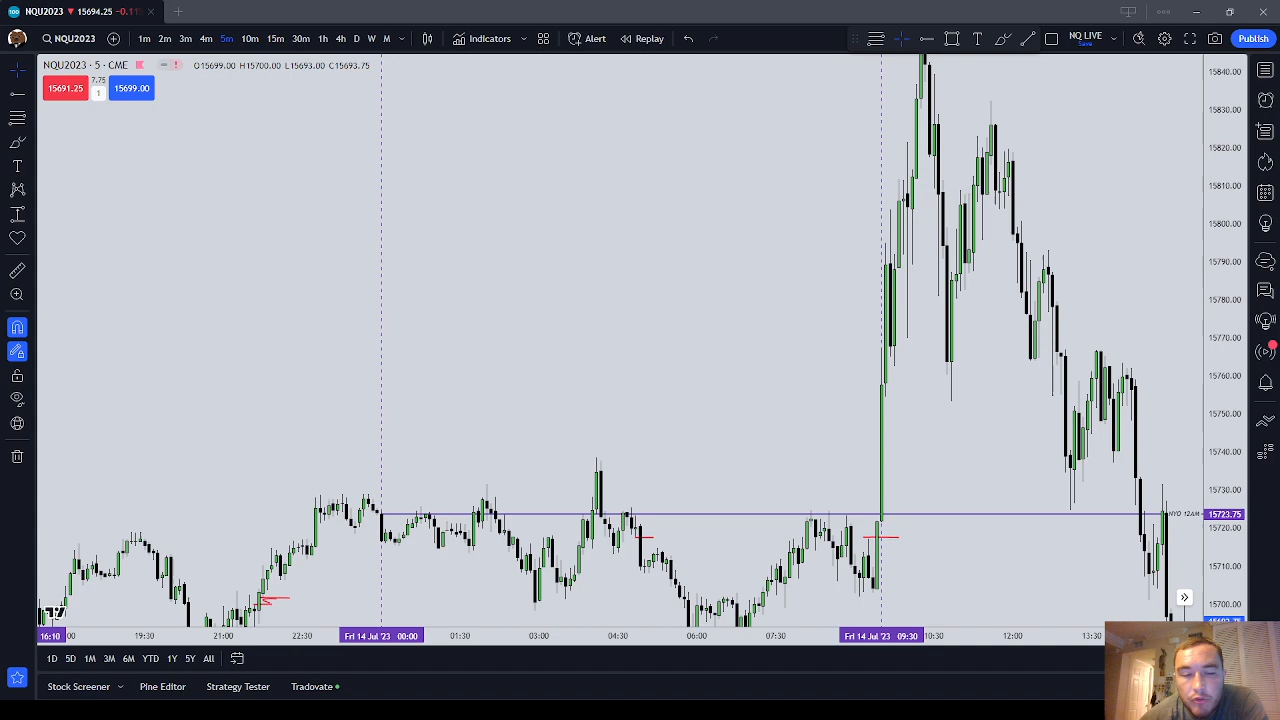 NQU2023 ▼ 15694.25 −0.11
NQU2023 1m 2m 3m 4m 5m 10m 15m 30m 1h 4h D W M Indicators Alert Replay NQ LIVE Save Publish
NQU2023 · 5 · CME O15699.00 H15700.00 L15693.00 C15693.75
15691.25 7.75 1 15699.00
15840.00
15830.00
15820.00
15810.00
15800.00
15790.00
15780.00
15770.00
15760.00
15750.00
15740.00
15730.00
NYO 12AM 15723.75
15720.00
15710.00
15700.00
16:10 19:30 21:00 22:30 Fri 14 Jul '23 00:00 01:30 03:00 04:30 06:00 07:30 Fri 14 Jul '23 09:30 10:30 12:00 13:30
1D 5D 1M 3M 6M YTD 1Y 5Y All
Stock Screener Pine Editor Strategy Tester Tradovate